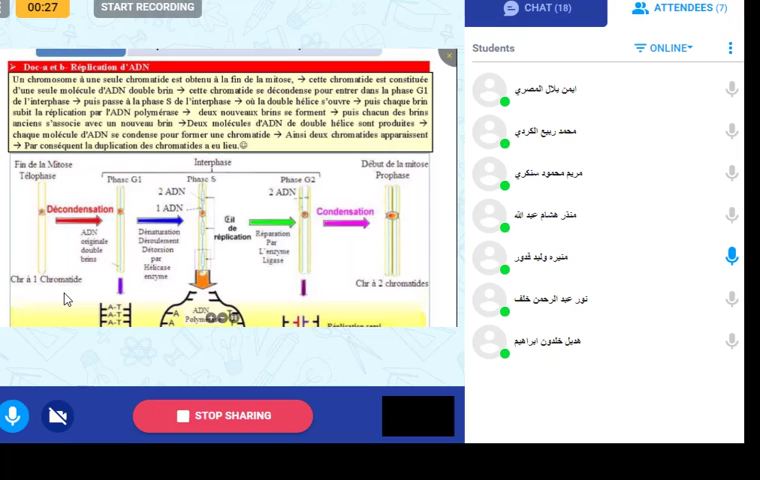 00:27
START RECORDING
CHAT (18)
ATTENDEES (7)
Students
ONLINE
ايمن بلال المصري
محمد ربيع الكردي
مريم محمود سنكري
منذر هشام عبد الله
منيره وليد قدور
نور عبد الرحمن خلف
هديل خلدون ابراهيم
➢ Doc-a et b- Réplication d'ADN
Un chromosome à une seule chromatide est obtenu à la fin de la mitose, → cette chromatide est constituée
d'une seule molécule d'ADN double brin → cette chromatide se décondense pour entrer dans la phase G1
de l'interphase → puis passe à la phase S de l'interphase → où la double hélice s'ouvre → puis chaque brin
subit la réplication par l'ADN polymérase → deux nouveaux brins se forment → puis chacun des brins
anciens s'associe avec un nouveau brin → Deux molécules d'ADN de double hélice sont produites →
chaque molécule d'ADN se condense pour former une chromatide → Ainsi deux chromatides apparaissent
→ Par conséquent la duplication des chromatides a eu lieu.☺
Fin de la Mitose
Télophase
Interphase
Phase G1
Phase S
Phase G2
Début de la mitose
Prophase
2 ADN
1 ADN
2 ADN
Décondensation
Condensation
ADN
originale
double
brins
Dénaturation
Déroulement
Détorsion
par
Hélicase
enzyme
Œil
de
réplication
Réparation
Par
L'enzyme
Ligase
Chr à 1 Chromatide
Chr à 2 chromatides
A-T
A-T
A-T
A
A
ADN
Polymérase
T
STOP SHARING